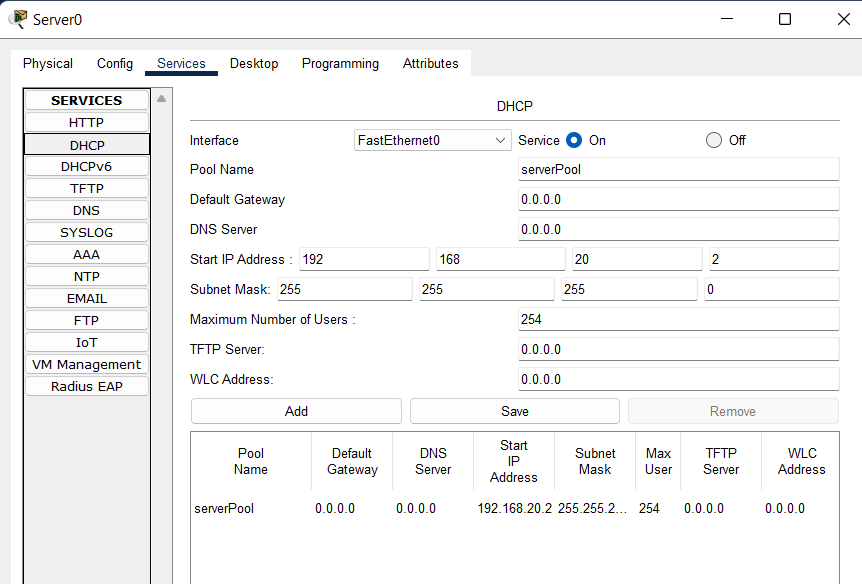 Server0
Physical Config Services Desktop Programming Attributes
SERVICES
HTTP
DHCP
DHCPv6
TFTP
DNS
SYSLOG
AAA
NTP
EMAIL
FTP
IoT
VM Management
Radius EAP
DHCP
Interface FastEthernet0 Service On Off
Pool Name serverPool
Default Gateway 0.0.0.0
DNS Server 0.0.0.0
Start IP Address : 192 168 20 2
Subnet Mask: 255 255 255 0
Maximum Number of Users : 254
TFTP Server: 0.0.0.0
WLC Address: 0.0.0.0
Add Save Remove
Pool Name Default Gateway DNS Server Start IP Address Subnet Mask Max User TFTP Server WLC Address
serverPool 0.0.0.0 0.0.0.0 192.168.20.2 255.255.2... 254 0.0.0.0 0.0.0.0